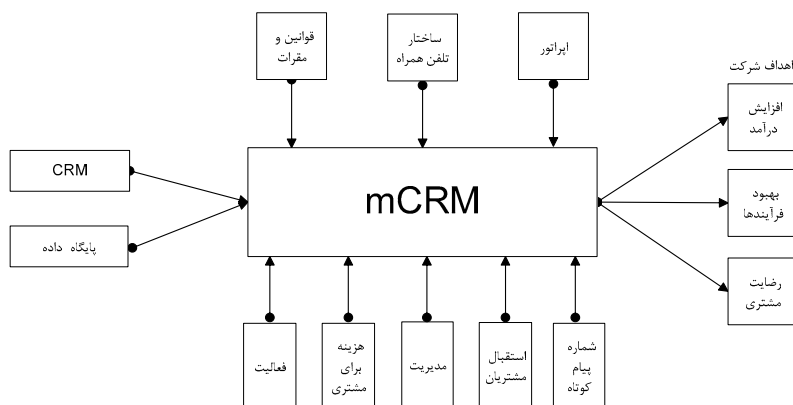 قوانین و
مقرات
ساختار
تلفن همراه
اپراتور
اهداف شرکت
افزایش
درآمد
CRM
mCRM
بهبود
فرآیندها
پایگاه داده
رضایت
مشتری
فعالیت
هزینه
برای
مشتری
مدیریت
استقبال
مشتریان
شماره
پیام
کوتاه